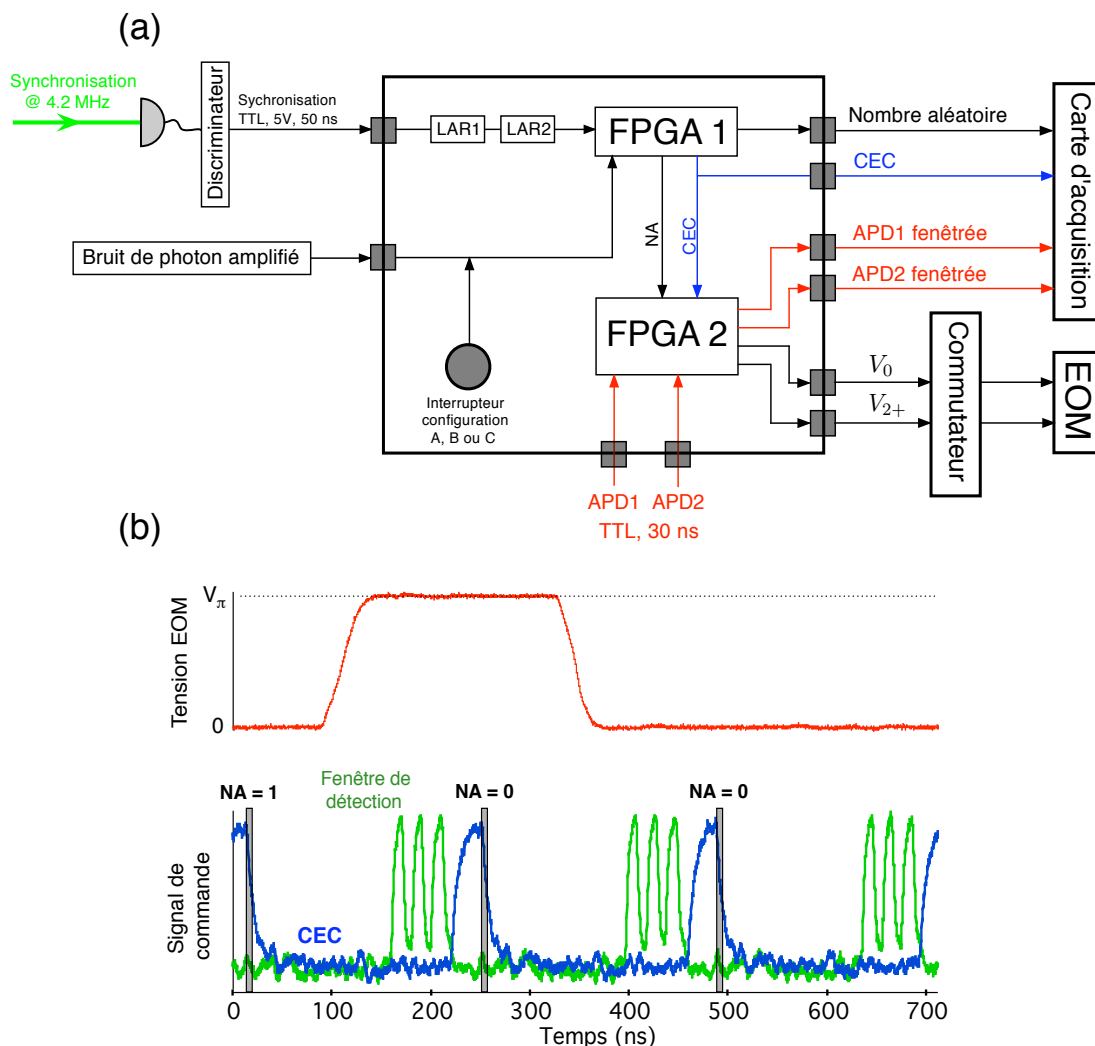 (a)
Synchronisation
@ 4.2 MHz
Discriminateur
Sychronisation
TTL, 5V, 50 ns
LAR1
LAR2
FPGA 1
Nombre aléatoire
CEC
Carte d'acquisition
Bruit de photon amplifié
NA
CEC
APD1 fenêtrée
APD2 fenêtrée
FPGA 2
Interrupteur
configuration
A, B ou C
V0
V2+
Commutateur
EOM
APD1
APD2
TTL, 30 ns
(b)
Tension EOM
Vπ
0
Fenêtre de
détection
NA = 1
NA = 0
NA = 0
Signal de
commande
CEC
0
100
200
300
400
500
600
700
Temps (ns)